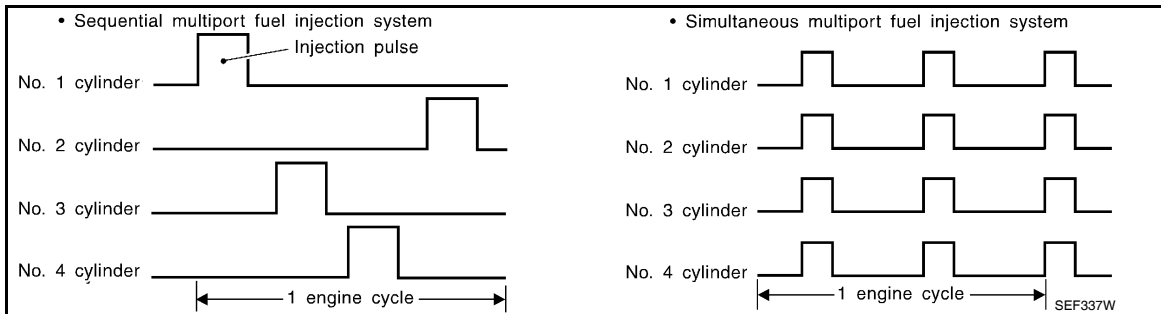 • Sequential multiport fuel injection system
Injection pulse
No. 1 cylinder
No. 2 cylinder
No. 3 cylinder
No. 4 cylinder
1 engine cycle
• Simultaneous multiport fuel injection system
No. 1 cylinder
No. 2 cylinder
No. 3 cylinder
No. 4 cylinder
1 engine cycle
SEF337W